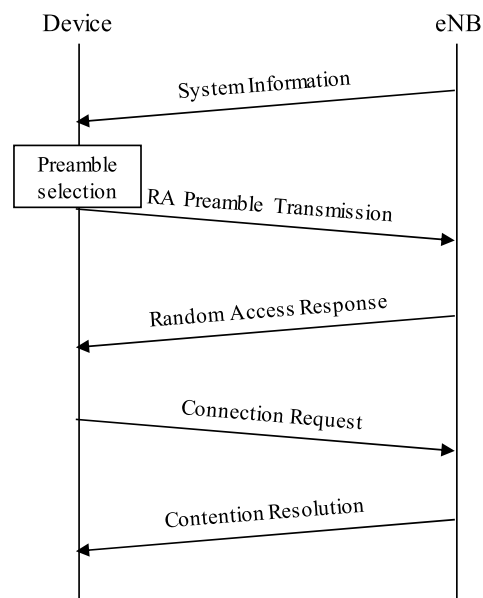 Device
eNB
System Information
Preamble
selection
RA Preamble Transmission
Random Access Response
Connection Request
Contention Resolution